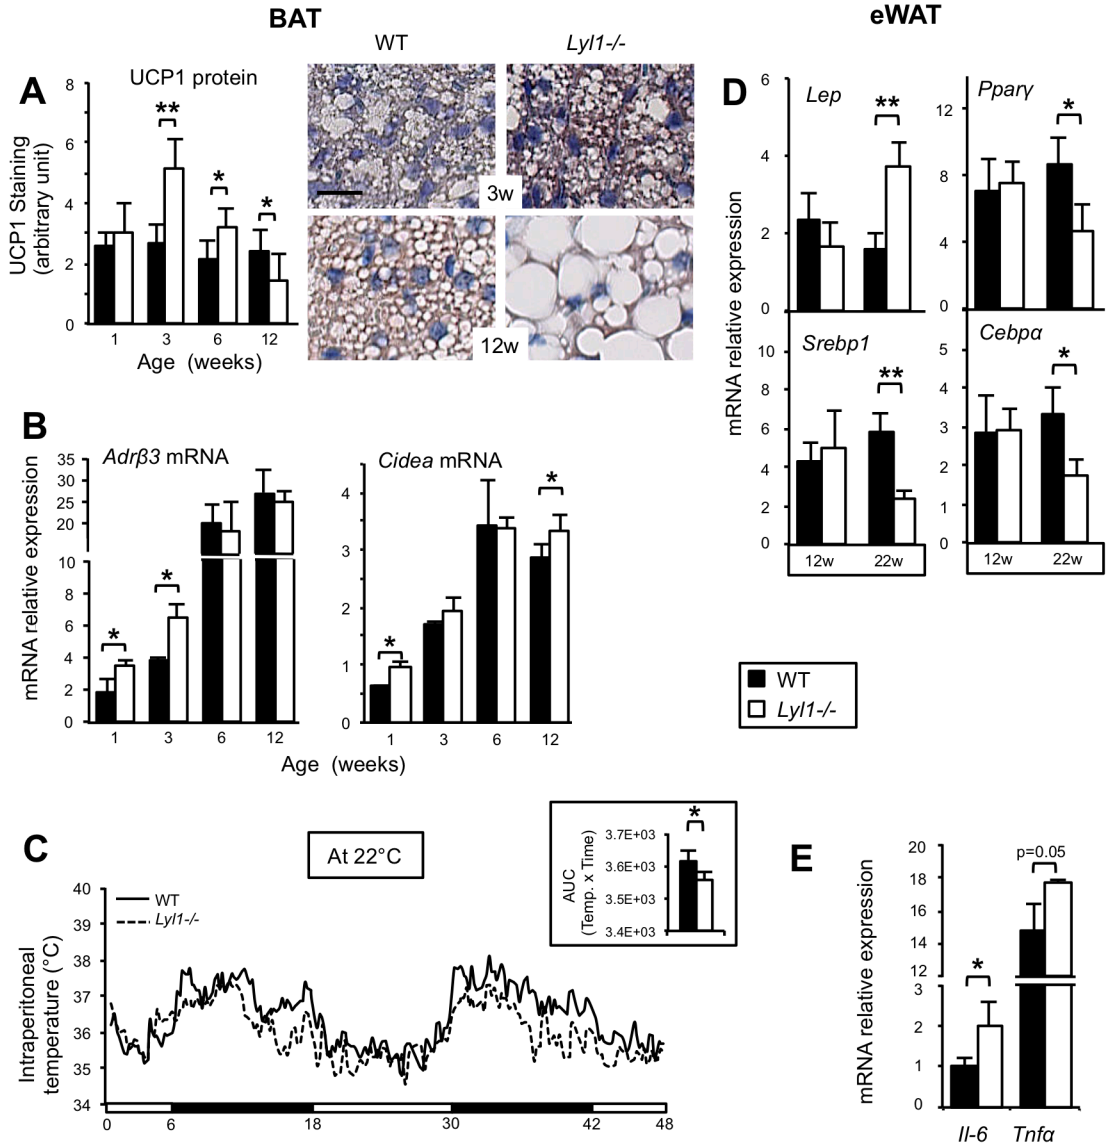 BAT
eWAT
WT
Lyl1-/-
A
UCP1 protein
UCP1 Staining
(arbitrary unit)
8
6
4
2
0
**
*
*
1
3
6
12
Age (weeks)
3w
12w
B
mRNA relative expression
Adrβ3 mRNA
35
30
25
20
10
8
6
4
2
0
*
*
1
3
6
12
Cidea mRNA
4
3
2
1
0
*
*
1
3
6
12
Age (weeks)
C
At 22°C
WT
Lyl1-/-
Intraperitoneal
temperature (°C)
40
39
38
37
36
35
34
0
6
18
30
42
48
AUC
(Temp. x Time)
3.7E+03
3.6E+03
3.5E+03
3.4E+03
*
D
mRNA relative expression
Lep
6
4
2
0
**
Pparγ
12
8
4
0
*
Srebp1
10
8
6
4
2
0
**
12w
22w
Cebpα
5
4
3
2
1
0
*
12w
22w
WT
Lyl1-/-
E
mRNA relative expression
20
18
16
14
12
3
2
1
0
*
p=0.05
Il-6
Tnfα